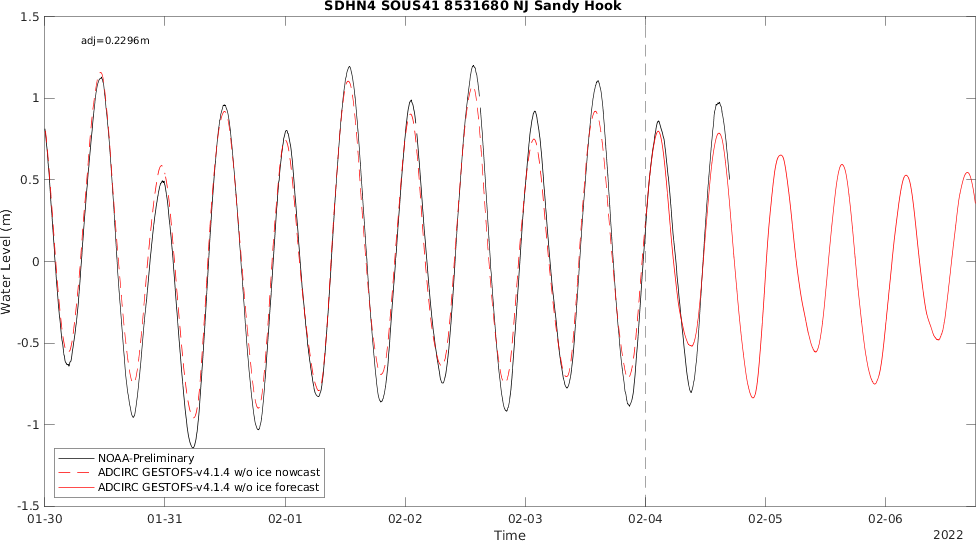 SDHN4 SOUS41 8531680 NJ Sandy Hook
adj=0.2296m
1.5
1
0.5
0
-0.5
-1
-1.5
Water Level (m)
NOAA-Preliminary
ADCIRC GESTOFS-v4.1.4 w/o ice nowcast
ADCIRC GESTOFS-v4.1.4 w/o ice forecast
01-30 01-31 02-01 02-02 02-03 02-04 02-05 02-06
Time
2022